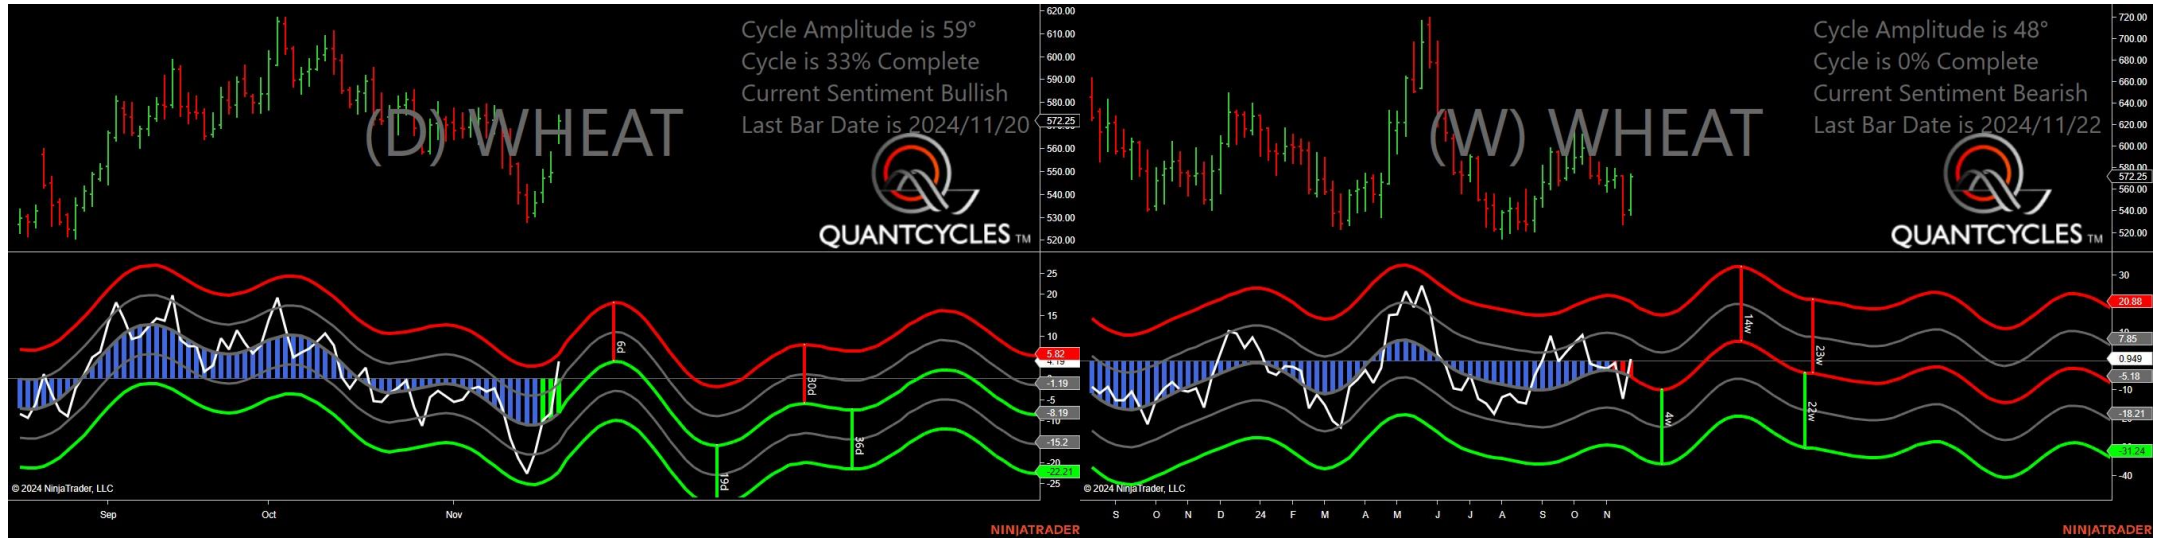 Cycle Amplitude is 59°
Cycle is 33% Complete
Current Sentiment Bullish
Last Bar Date is 2024/11/20
(D) WHEAT
QUANTCYCLES TM
620.00
610.00
600.00
590.00
580.00
572.25
560.00
550.00
540.00
530.00
520.00
25
20
15
10
5.82
4.19
-1.19
-5
-8.19
-10
-15.2
-20
-22.21
-25
6d
19d
30d
36d
© 2024 NinjaTrader, LLC
Sep
Oct
Nov
NINJATRADER
Cycle Amplitude is 48°
Cycle is 0% Complete
Current Sentiment Bearish
Last Bar Date is 2024/11/22
(W) WHEAT
QUANTCYCLES TM
720.00
700.00
680.00
660.00
640.00
620.00
600.00
580.00
572.25
560.00
540.00
520.00
30
20.88
7.85
0.949
-5.18
-10
-18.21
-31.24
-40
14w
23w
4w
22w
© 2024 NinjaTrader, LLC
S O N D 24 F M A M J J A S O N
NINJATRADER